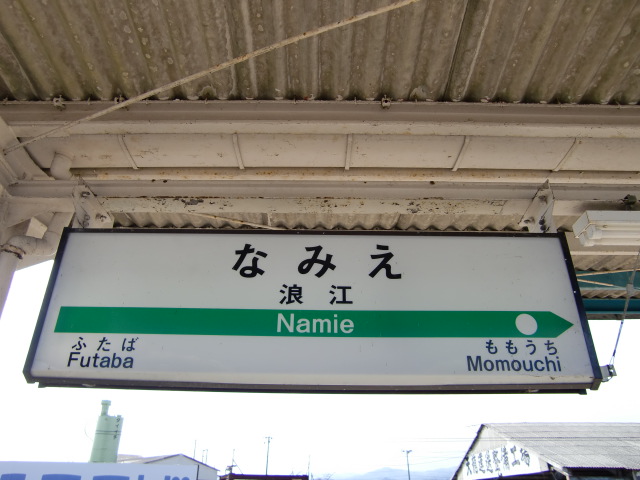 なみえ
浪江
Namie
ふたば
Futaba
ももうち
Momouchi